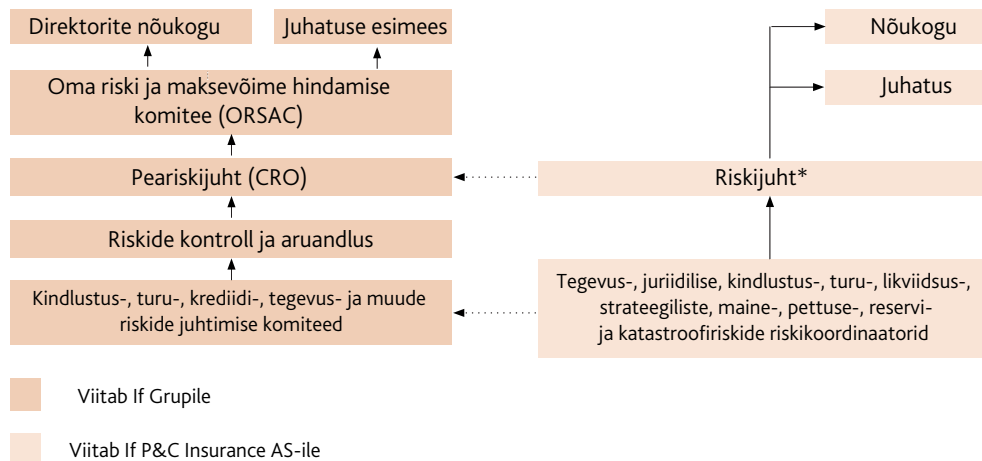 Direktorite nõukogu
Juhatuse esimees
Oma riski ja maksevõime hindamise
komitee (ORSAC)
Peariskijuht (CRO)
Riskide kontroll ja aruandlus
Kindlustus-, turu-, krediidi-, tegevus- ja muude
riskide juhtimise komiteed
Nõukogu
Juhatus
Riskijuht*
Tegevus-, juriidilise, kindlustus-, turu-, likviidsus-,
strateegiliste, maine-, pettuse-, reservi-
ja katastroofiriskide riskikoordinaatorid
Viitab If Grupile
Viitab If P&C Insurance AS-ile